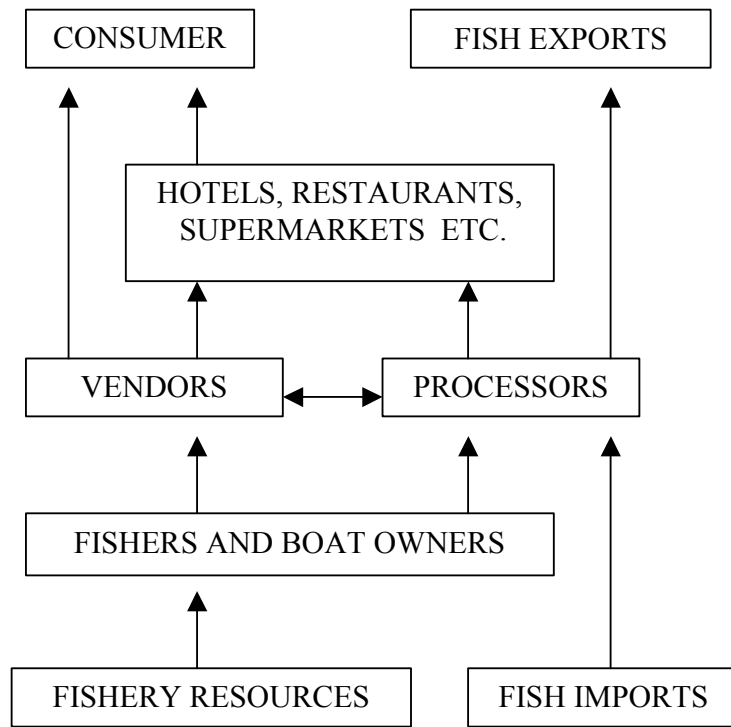 CONSUMER
FISH EXPORTS
HOTELS, RESTAURANTS,
SUPERMARKETS ETC.
VENDORS
PROCESSORS
FISHERS AND BOAT OWNERS
FISHERY RESOURCES
FISH IMPORTS